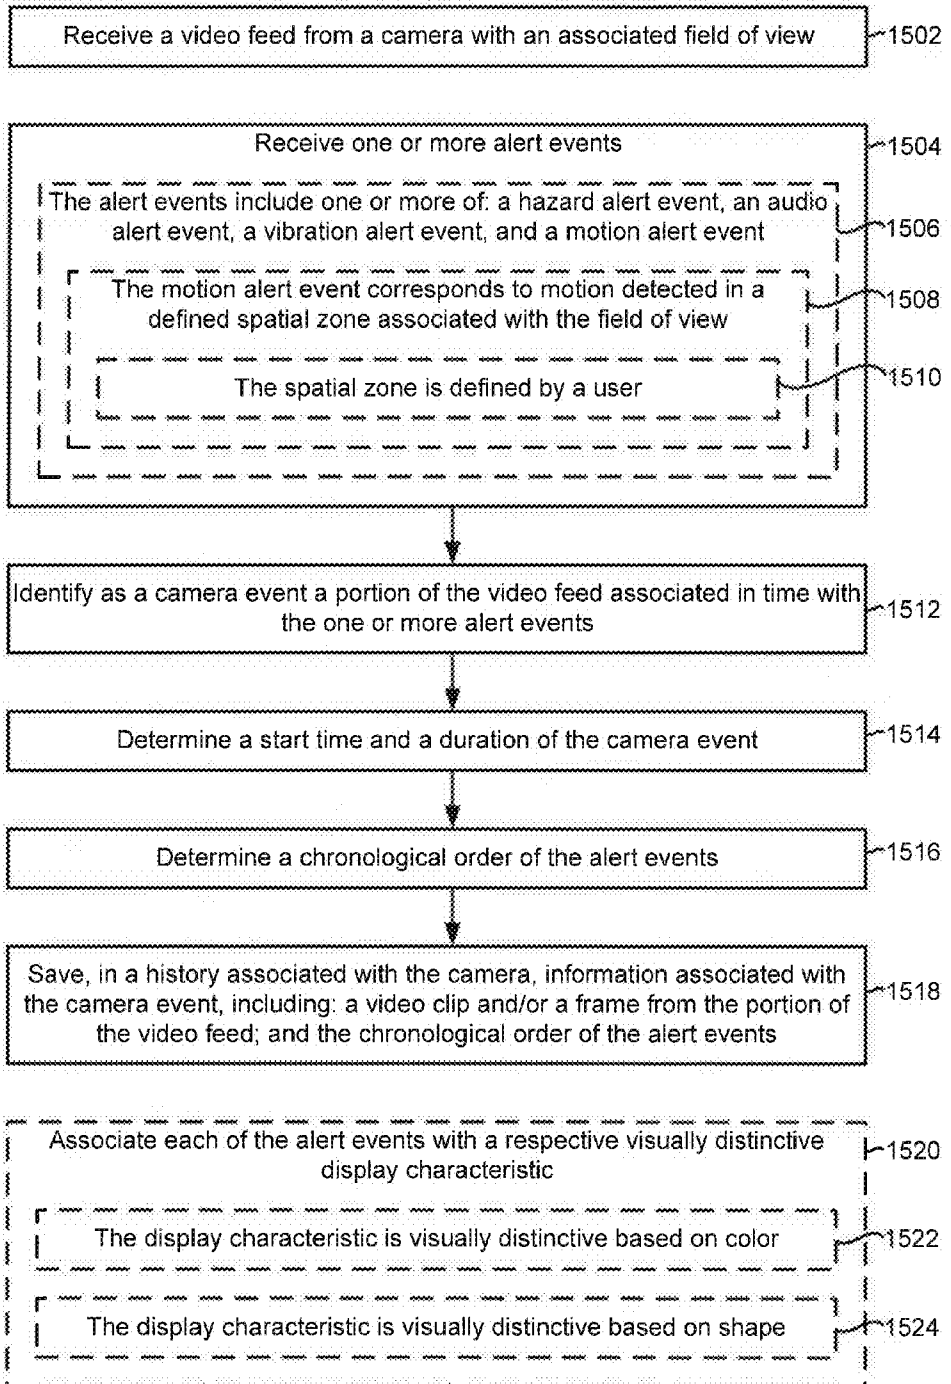 Receive a video feed from a camera with an associated field of view
1502
Receive one or more alert events
1504
The alert events include one or more of: a hazard alert event, an audio
alert event, a vibration alert event, and a motion alert event
1506
The motion alert event corresponds to motion detected in a
defined spatial zone associated with the field of view
1508
The spatial zone is defined by a user
1510
Identify as a camera event a portion of the video feed associated in time with
the one or more alert events
1512
Determine a start time and a duration of the camera event
1514
Determine a chronological order of the alert events
1516
Save, in a history associated with the camera, information associated with
the camera event, including: a video clip and/or a frame from the portion of
the video feed; and the chronological order of the alert events
1518
Associate each of the alert events with a respective visually distinctive
display characteristic
1520
The display characteristic is visually distinctive based on color
1522
The display characteristic is visually distinctive based on shape
1524